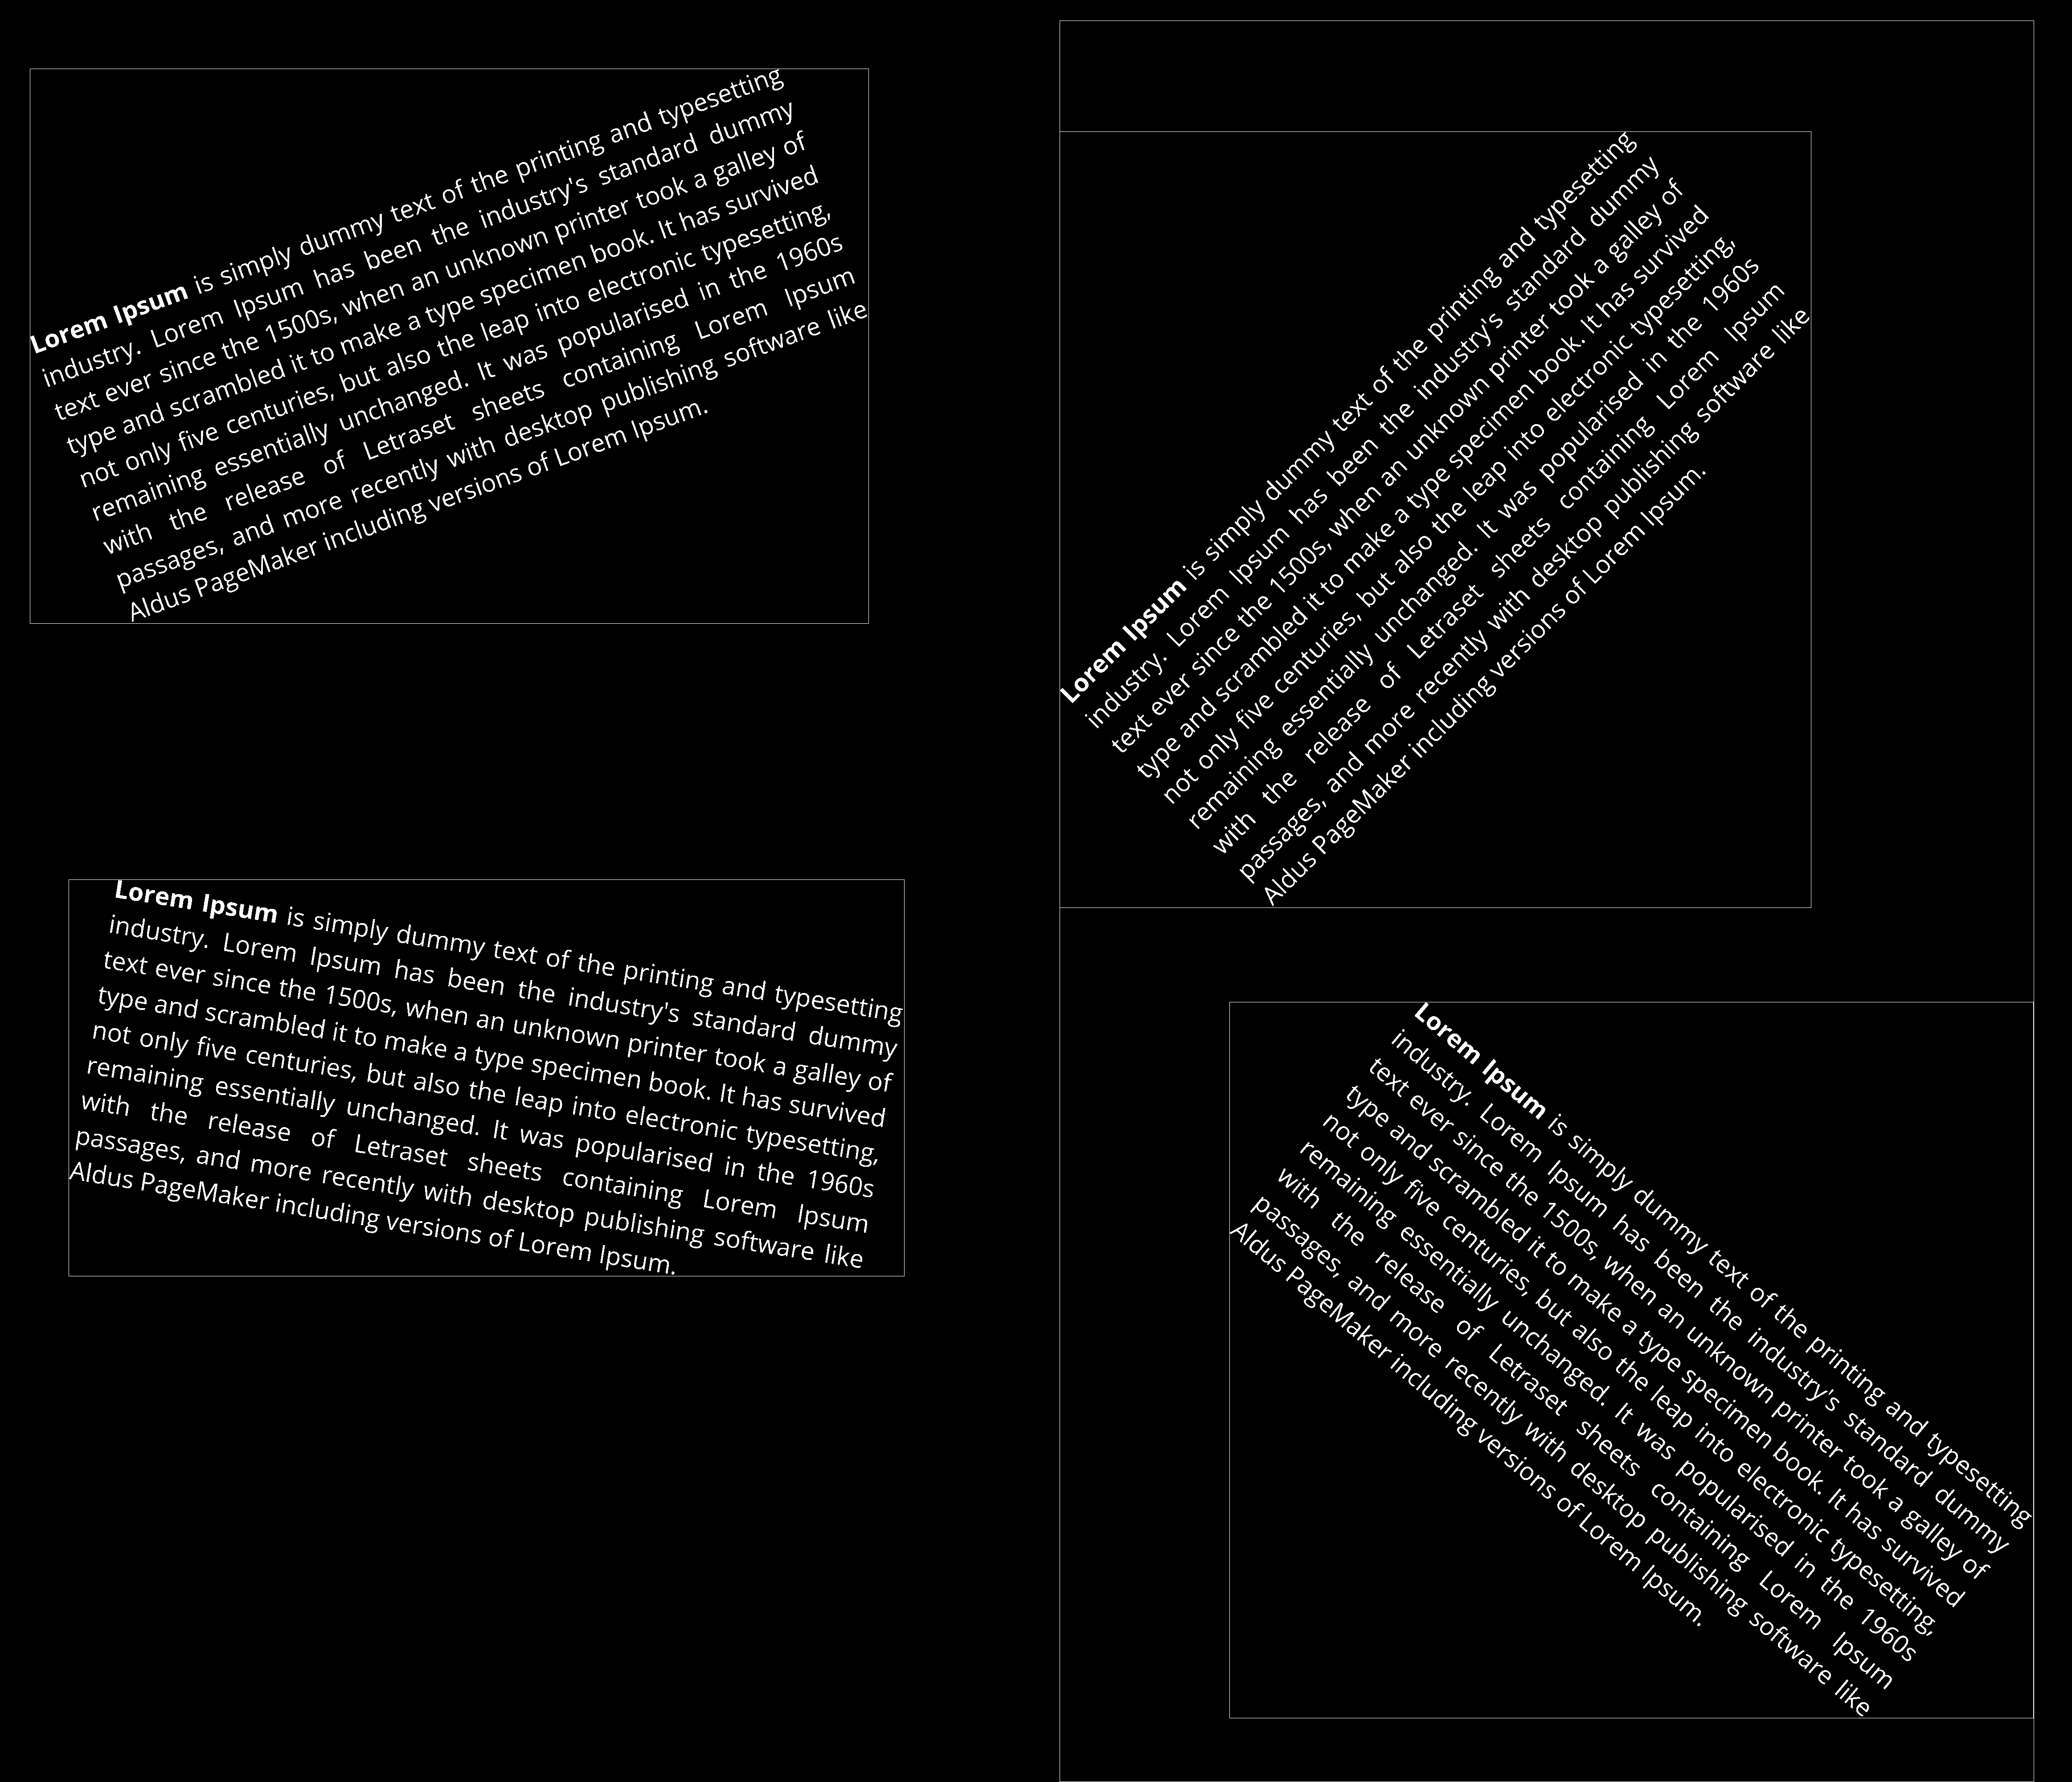 Lorem Ipsum is simply dummy text of the printing and typesetting
industry. Lorem Ipsum has been the industry's standard dummy
text ever since the 1500s, when an unknown printer took a galley of
type and scrambled it to make a type specimen book. It has survived
not only five centuries, but also the leap into electronic typesetting,
remaining essentially unchanged. It was popularised in the 1960s
with the release of Letraset sheets containing Lorem Ipsum
passages, and more recently with desktop publishing software like
Aldus PageMaker including versions of Lorem Ipsum.
Lorem Ipsum is simply dummy text of the printing and typesetting
industry. Lorem Ipsum has been the industry's standard dummy
text ever since the 1500s, when an unknown printer took a galley of
type and scrambled it to make a type specimen book. It has survived
not only five centuries, but also the leap into electronic typesetting,
remaining essentially unchanged. It was popularised in the 1960s
with the release of Letraset sheets containing Lorem Ipsum
passages, and more recently with desktop publishing software like
Aldus PageMaker including versions of Lorem Ipsum.
Lorem Ipsum is simply dummy text of the printing and typesetting
industry. Lorem Ipsum has been the industry's standard dummy
text ever since the 1500s, when an unknown printer took a galley of
type and scrambled it to make a type specimen book. It has survived
not only five centuries, but also the leap into electronic typesetting,
remaining essentially unchanged. It was popularised in the 1960s
with the release of Letraset sheets containing Lorem Ipsum
passages, and more recently with desktop publishing software like
Aldus PageMaker including versions of Lorem Ipsum.
Lorem Ipsum is simply dummy text of the printing and typesetting
industry. Lorem Ipsum has been the industry's standard dummy
text ever since the 1500s, when an unknown printer took a galley of
type and scrambled it to make a type specimen book. It has survived
not only five centuries, but also the leap into electronic typesetting,
remaining essentially unchanged. It was popularised in the 1960s
with the release of Letraset sheets containing Lorem Ipsum
passages, and more recently with desktop publishing software like
Aldus PageMaker including versions of Lorem Ipsum.